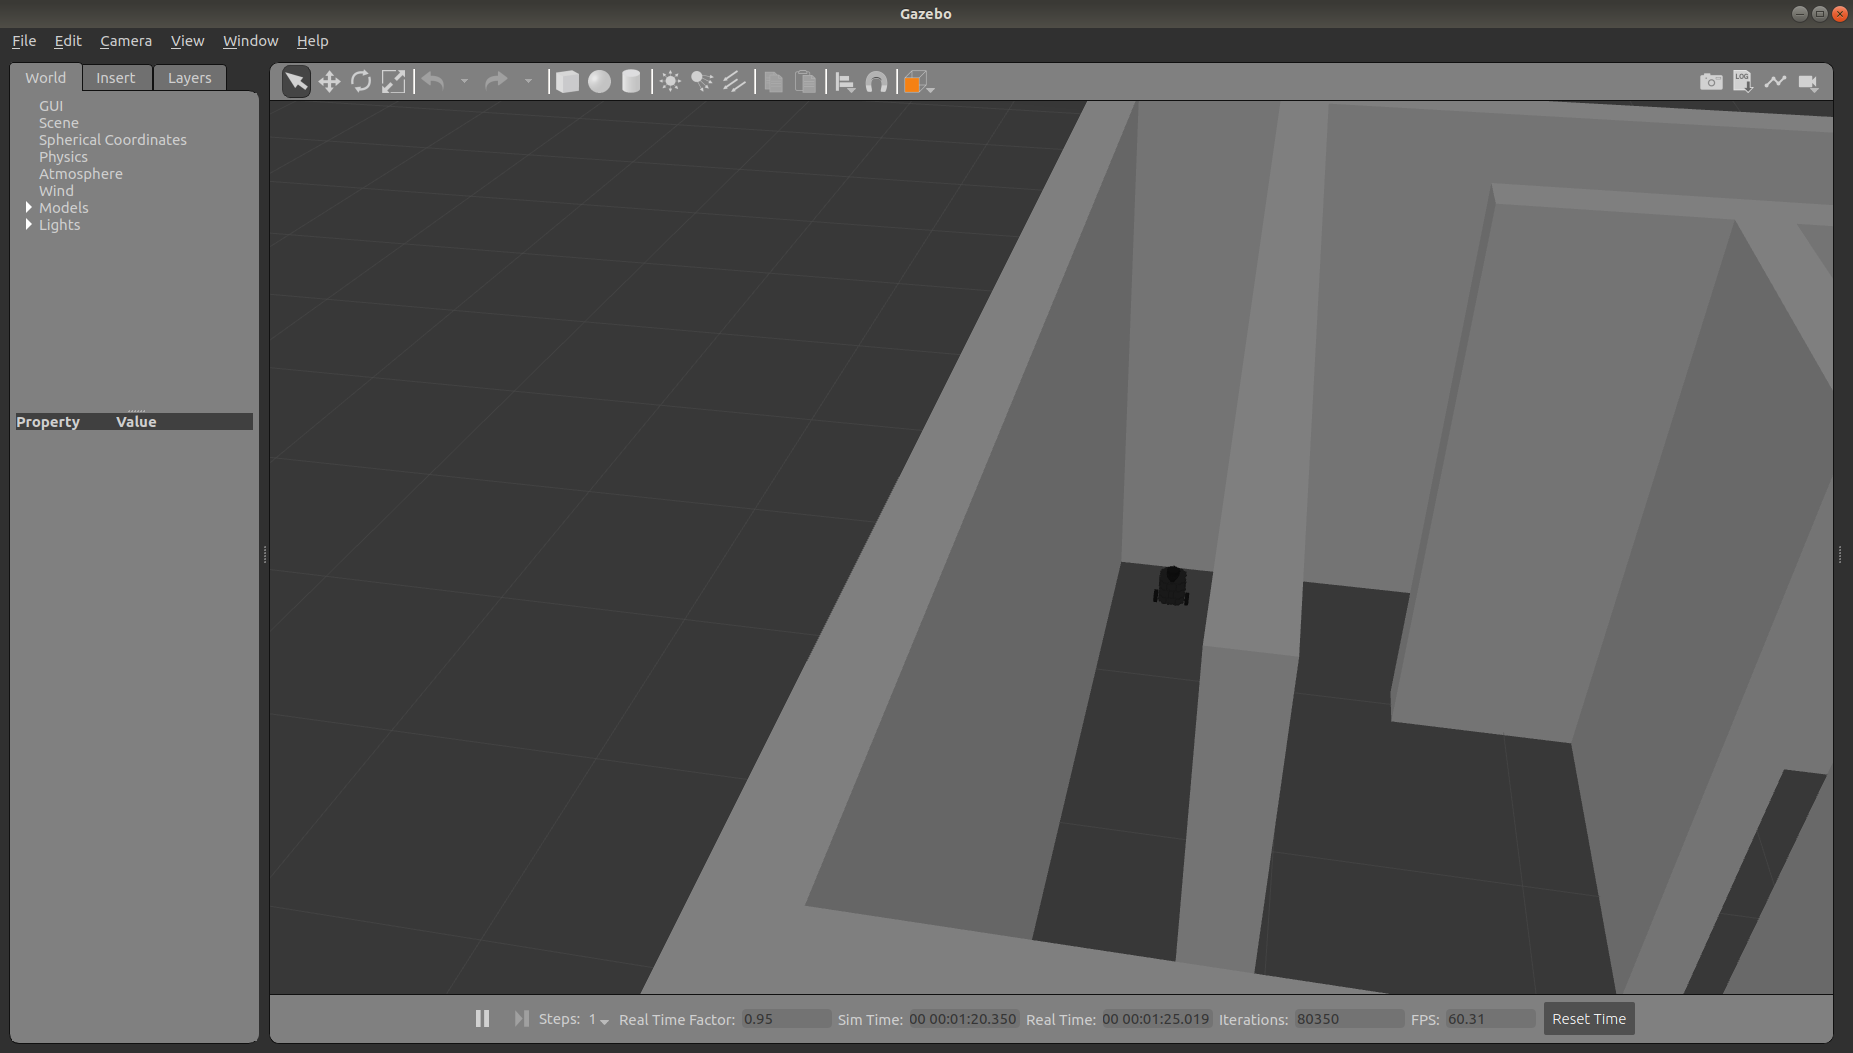 Gazebo
File Edit Camera View Window Help
World Insert Layers
LOG
GUI
Scene
Spherical Coordinates
Physics
Atmosphere
Wind
Models
Lights
Property Value
Steps: 1 Real Time Factor: 0.95 Sim Time: 00 00:01:20.350 Real Time: 00 00:01:25.019 Iterations: 80350 FPS: 60.31 Reset Time